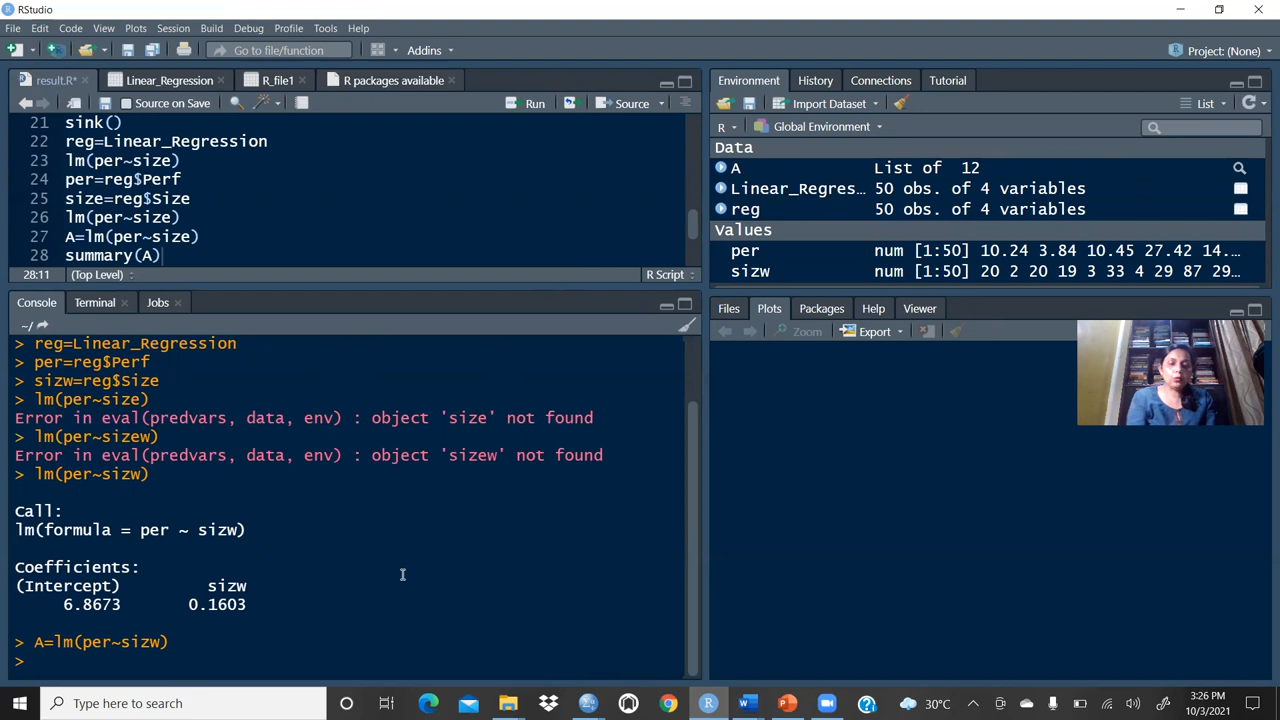 RStudio
File Edit Code View Plots Session Build Debug Profile Tools Help
Go to file/function Addins Project: (None)
result.R* Linear_Regression R_file1 R packages available
Source on Save Run Source
21 sink()
22 reg=Linear_Regression
23 lm(per~size)
24 per=reg$Perf
25 size=reg$Size
26 lm(per~size)
27 A=lm(per~size)
28 summary(A)
28:11 (Top Level) R Script
Console Terminal Jobs
~/
> reg=Linear_Regression
> per=reg$Perf
> sizw=reg$Size
> lm(per~size)
Error in eval(predvars, data, env) : object 'size' not found
> lm(per~sizew)
Error in eval(predvars, data, env) : object 'sizew' not found
> lm(per~sizw)
Call:
lm(formula = per ~ sizw)
Coefficients:
(Intercept) sizw
6.8673 0.1603
> A=lm(per~sizw)
>
Environment History Connections Tutorial
Import Dataset List
R Global Environment
Data
A List of 12
Linear_Regres… 50 obs. of 4 variables
reg 50 obs. of 4 variables
Values
per num [1:50] 10.24 3.84 10.45 27.42 14.…
sizw num [1:50] 20 2 20 19 3 33 4 29 87 29…
Files Plots Packages Help Viewer
Zoom Export
Type here to search 30°C 3:26 PM
10/3/2021